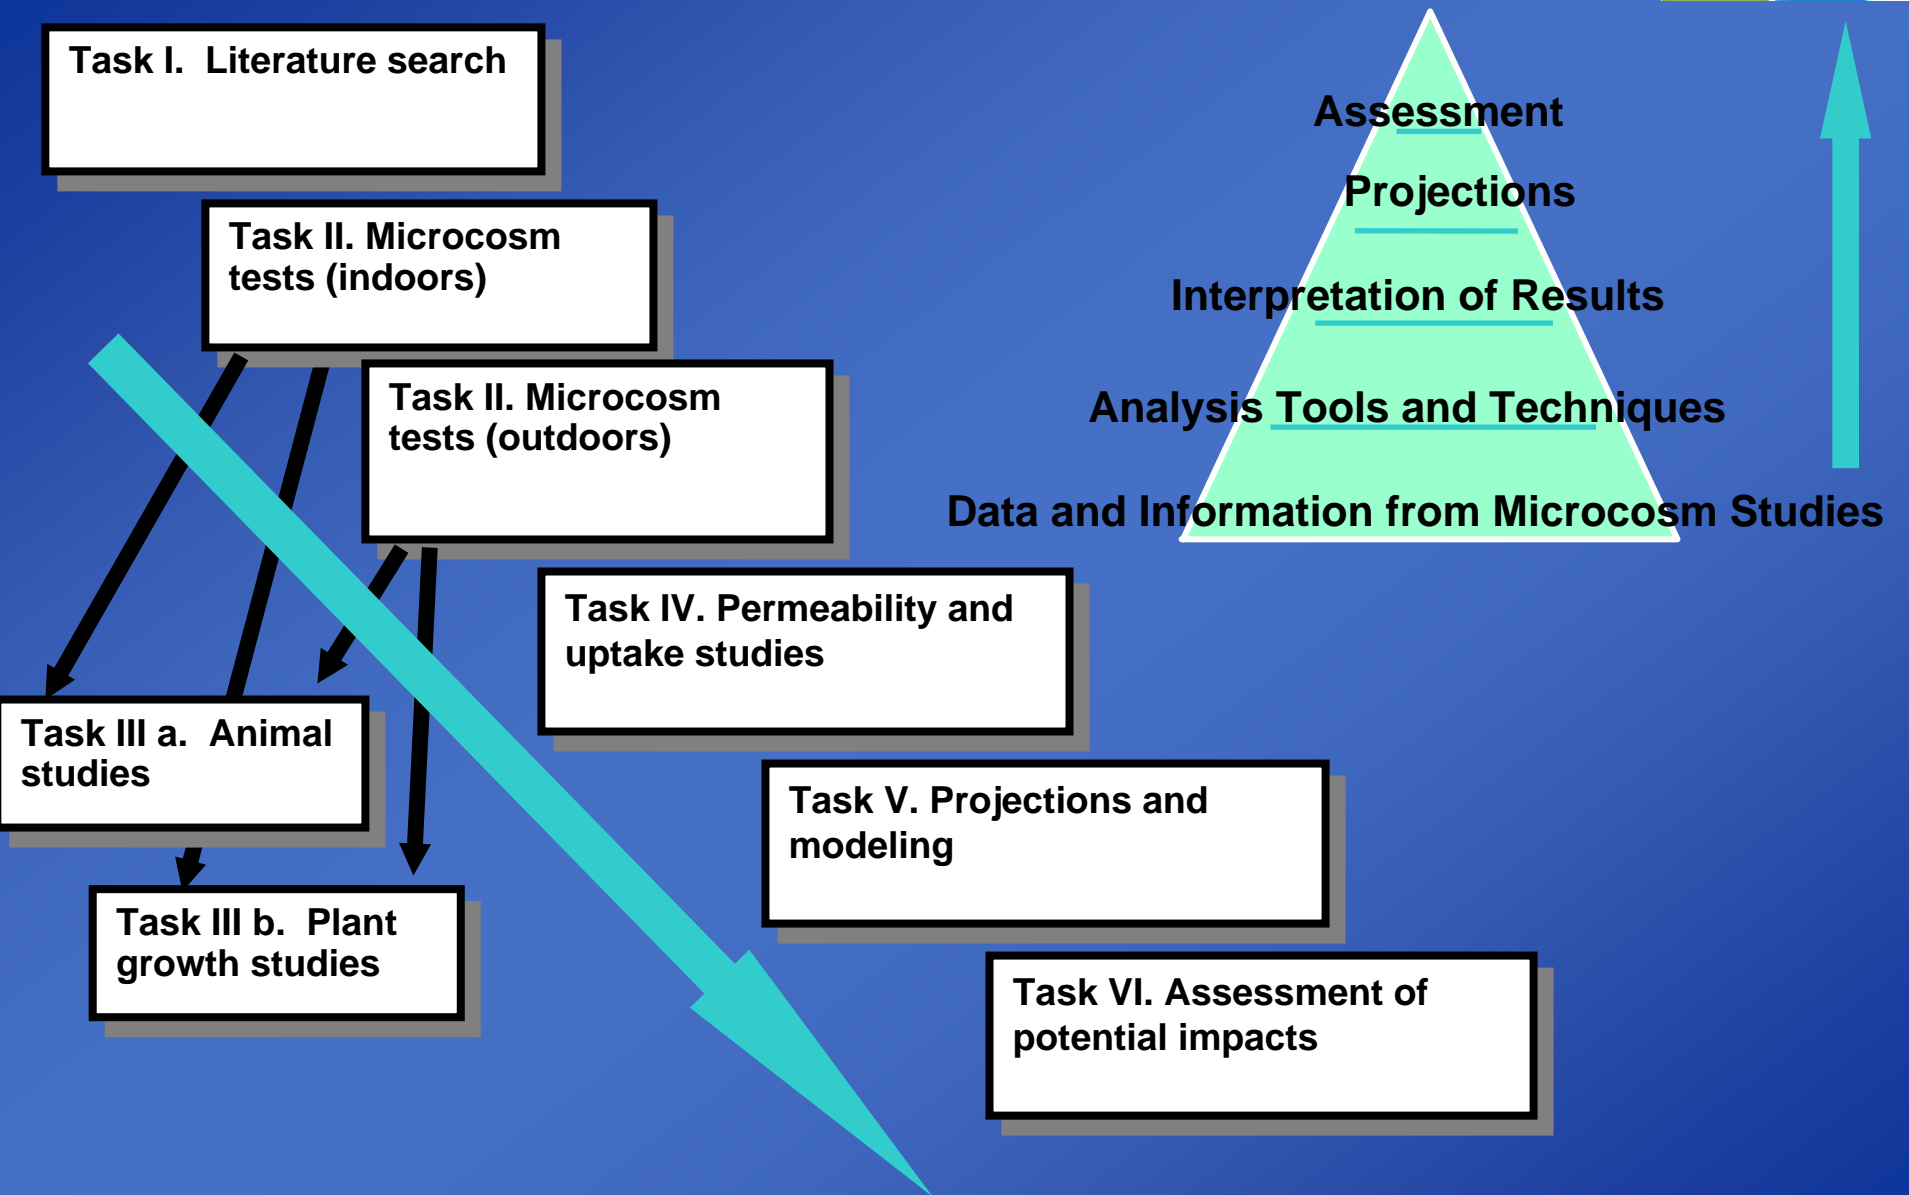 Task I.  Literature search
Task II. Microcosm
tests (indoors)
Task II. Microcosm
tests (outdoors)
Task IV. Permeability and
uptake studies
Task III a.  Animal
studies
Task V. Projections and
modeling
Task III b.  Plant
growth studies
Task VI. Assessment of
potential impacts
Assessment
Projections
Interpretation of Results
Analysis Tools and Techniques
Data and Information from Microcosm Studies